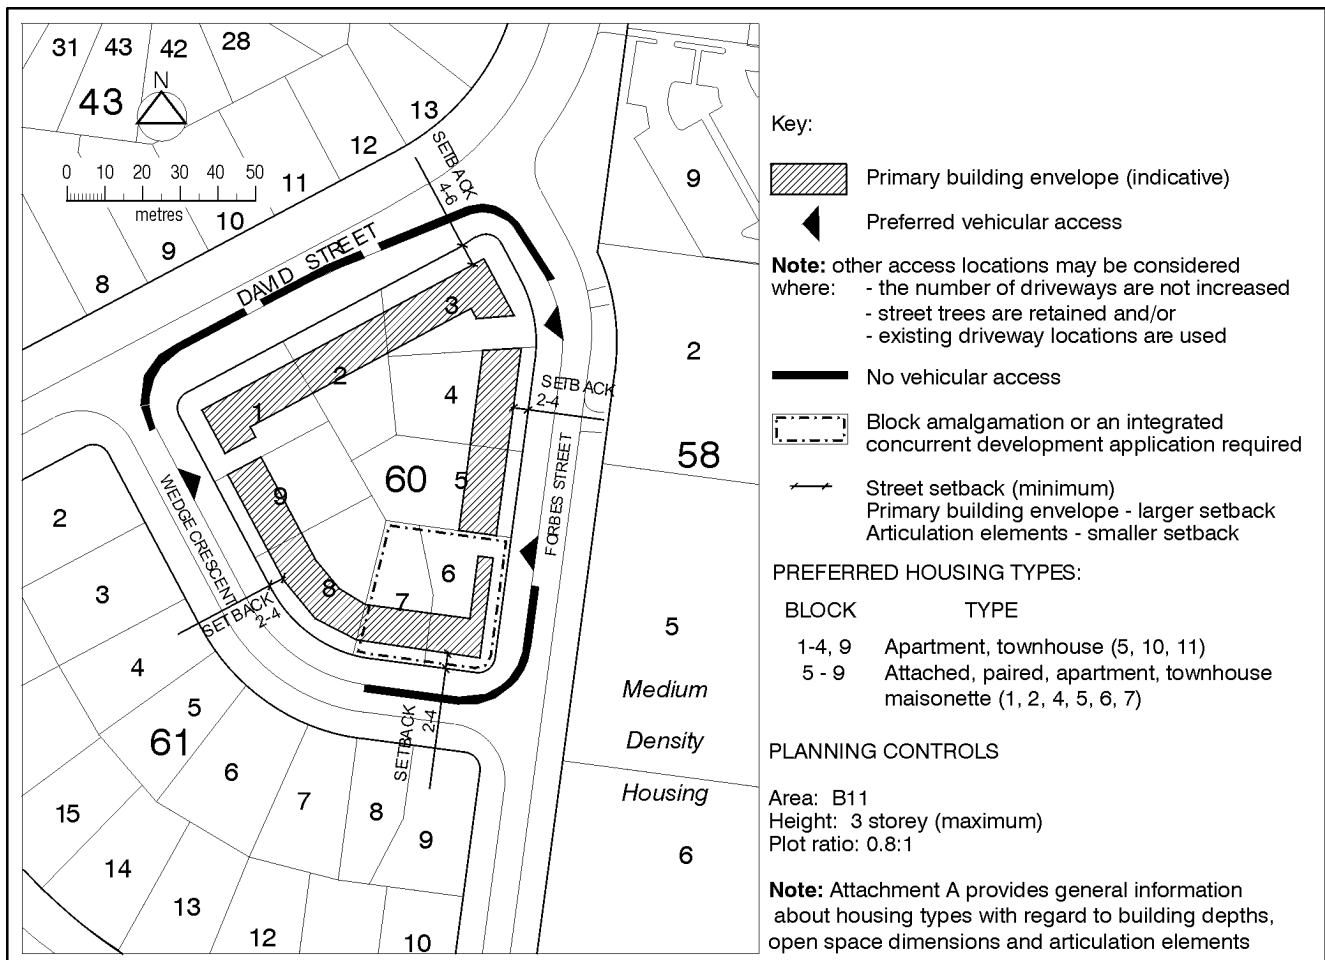 31
43
42
28
43
N
13
12
11
10
9
8
0 10 20 30 40 50
metres
SETBACK
4-6
DAVID STREET
9
2
58
3
2
1
4
SETBACK
2-4
60
5
9
FORBES STREET
WEDGE CRESCENT
6
7
8
SETBACK
2-4
SETBACK
2-4
2
3
4
5
61
6
7
8
9
15
14
13
12
10
5
Medium
Density
Housing
6
Key:
Primary building envelope (indicative)
Preferred vehicular access
Note: other access locations may be considered
where: - the number of driveways are not increased
- street trees are retained and/or
- existing driveway locations are used
No vehicular access
Block amalgamation or an integrated
concurrent development application required
Street setback (minimum)
Primary building envelope - larger setback
Articulation elements - smaller setback
PREFERRED HOUSING TYPES:
BLOCK TYPE
1-4, 9 Apartment, townhouse (5, 10, 11)
5 - 9 Attached, paired, apartment, townhouse
maisonette (1, 2, 4, 5, 6, 7)
PLANNING CONTROLS
Area: B11
Height: 3 storey (maximum)
Plot ratio: 0.8:1
Note: Attachment A provides general information
about housing types with regard to building depths,
open space dimensions and articulation elements